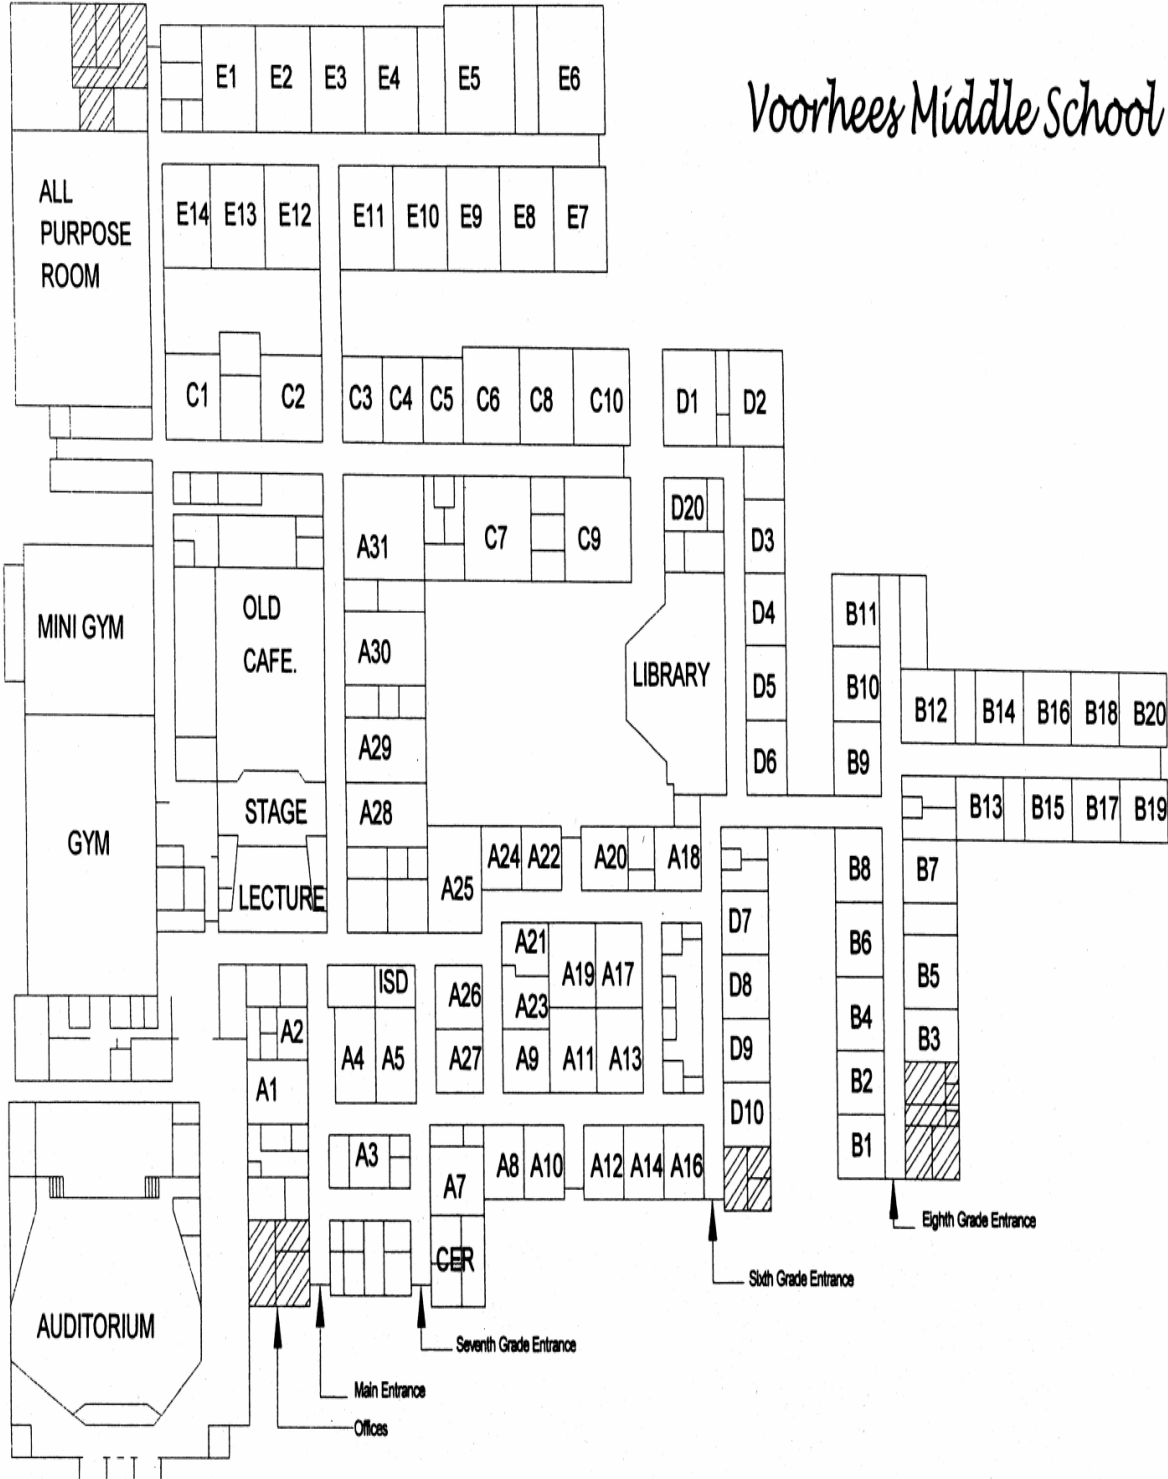 Voorhees Middle School
E1 E2 E3 E4 E5 E6
ALL
PURPOSE
ROOM
E14 E13 E12 E11 E10 E9 E8 E7
C1 C2 C3 C4 C5 C6 C8 C10 D1 D2
A31 C7 C9 D20 D3
MINI GYM
OLD
CAFE.
A30
LIBRARY
D4
B11
D5
B10
B12 B14 B16 B18 B20
A29
D6
B9
GYM
STAGE
A28
B13 B15 B17 B19
LECTURE
A25
A24 A22 A20 A18
B8 B7
D7
A21
A19 A17
B6
ISD
A26
A23
D8
B5
A2
A4 A5
A27
A9 A11 A13
D9
B4
B3
A1
D10
B2
A3
A7
A8 A10 A12 A14 A16
B1
CER
Eighth Grade Entrance
Sixth Grade Entrance
AUDITORIUM
Seventh Grade Entrance
Main Entrance
Offices